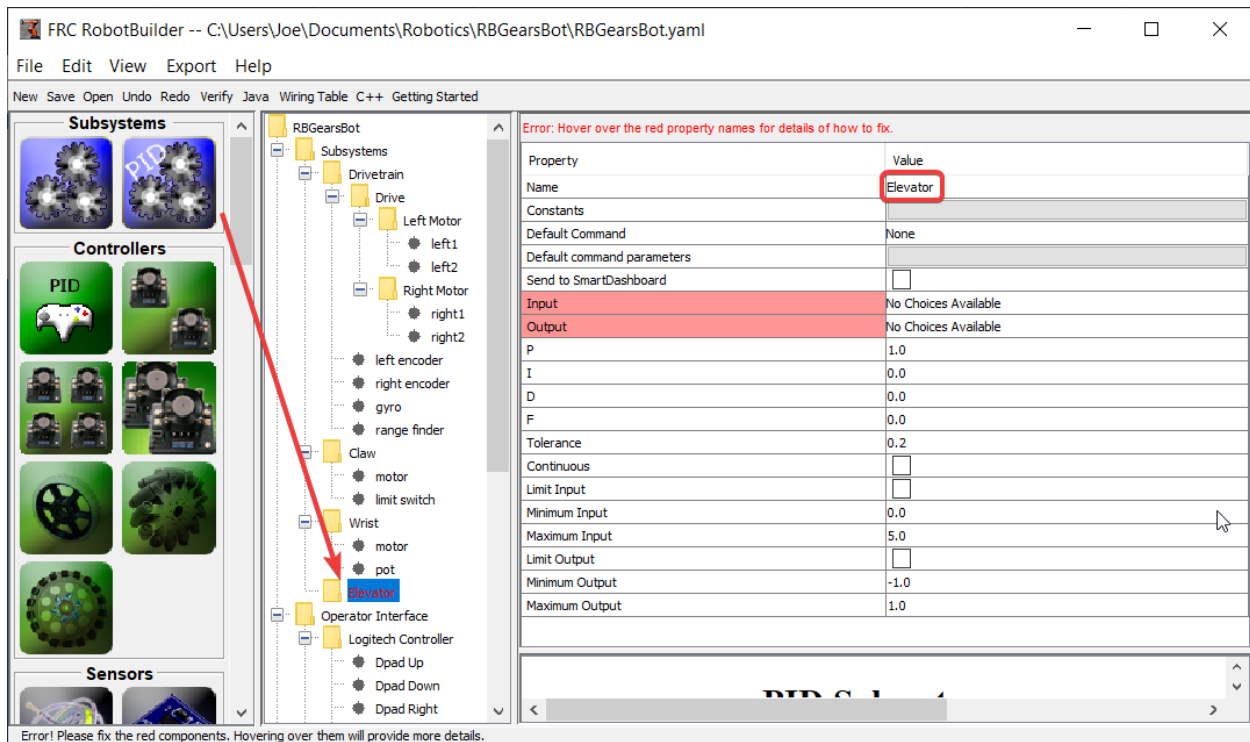 FRC RobotBuilder -- C:\Users\Joe\Documents\Robotics\RBGearsBot\RBGearsBot.yaml
File Edit View Export Help
New Save Open Undo Redo Verify Java Wiring Table C++ Getting Started
Subsystems
PID
Controllers
PID
Sensors
RBGearsBot
Subsystems
Drivetrain
Drive
Left Motor
left1
left2
Right Motor
right1
right2
left encoder
right encoder
gyro
range finder
Claw
motor
limit switch
Wrist
motor
pot
Elevator
Operator Interface
Logitech Controller
Dpad Up
Dpad Down
Dpad Right
Error: Hover over the red property names for details of how to fix.
Property Value
Name Elevator
Constants
Default Command None
Default command parameters
Send to SmartDashboard
Input No Choices Available
Output No Choices Available
P 1.0
I 0.0
D 0.0
F 0.0
Tolerance 0.2
Continuous
Limit Input
Minimum Input 0.0
Maximum Input 5.0
Limit Output
Minimum Output -1.0
Maximum Output 1.0
Error! Please fix the red components. Hovering over them will provide more details.